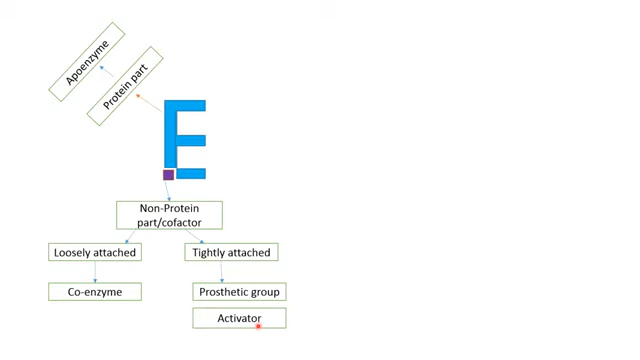 Apoenzyme
Protein part
E
Non-Protein
part/cofactor
Loosely attached
Tightly attached
Co-enzyme
Prosthetic group
Activator